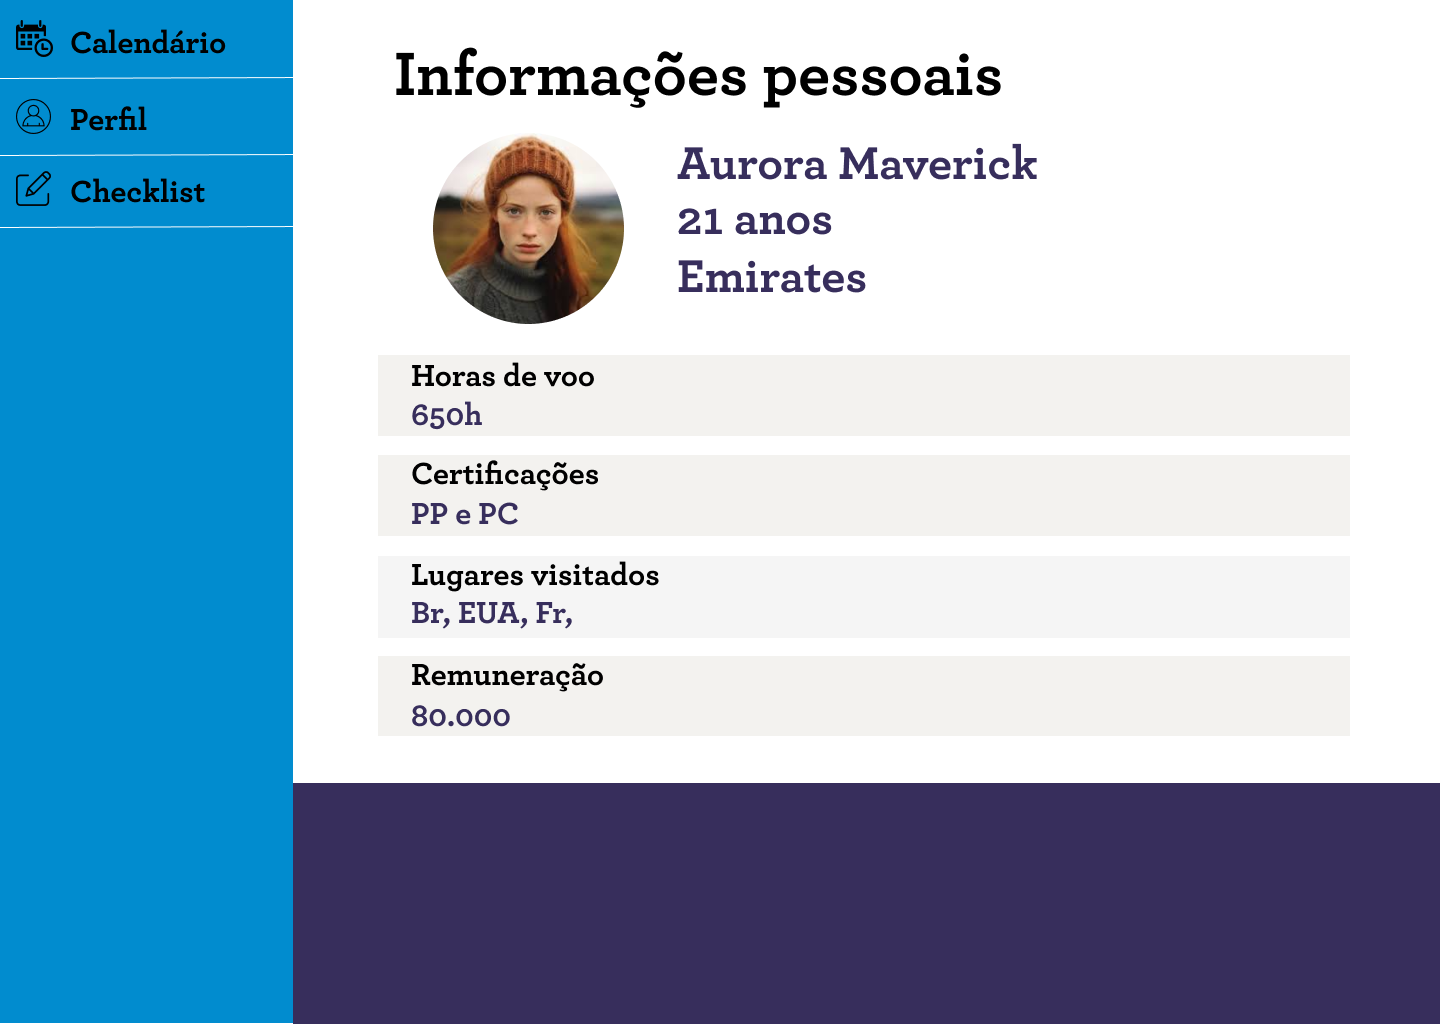 Calendário
Perfil
Checklist
Informações pessoais
Aurora Maverick
21 anos
Emirates
Horas de voo
650h
Certificações
PP e PC
Lugares visitados
Br, EUA, Fr,
Remuneração
80.000